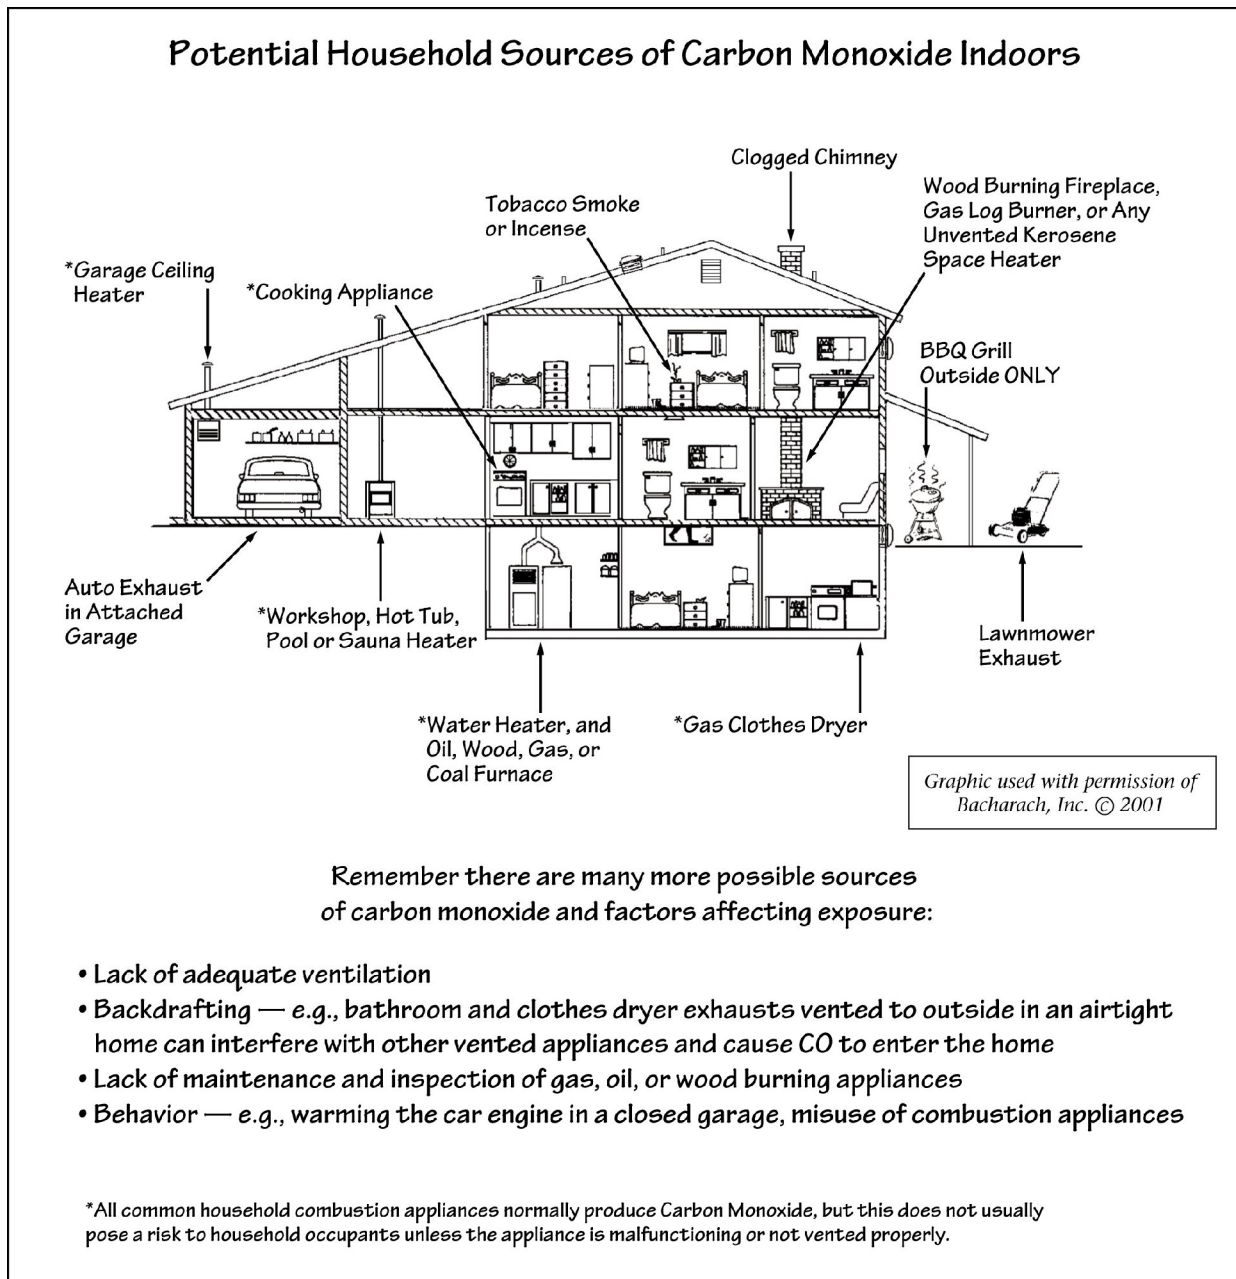 Potential Household Sources of Carbon Monoxide Indoors
Clogged Chimney
Wood Burning Fireplace,
Gas Log Burner, or Any
Unvented Kerosene
Space Heater
Tobacco Smoke
or Incense
*Garage Ceiling
Heater
*Cooking Appliance
BBQ Grill
Outside ONLY
Auto Exhaust
in Attached
Garage
*Workshop, Hot Tub,
Pool or Sauna Heater
Lawnmower
Exhaust
*Water Heater, and
Oil, Wood, Gas, or
Coal Furnace
*Gas Clothes Dryer
Graphic used with permission of
Bacharach, Inc. © 2001
Remember there are many more possible sources
of carbon monoxide and factors affecting exposure:
• Lack of adequate ventilation
• Backdrafting — e.g., bathroom and clothes dryer exhausts vented to outside in an airtight
home can interfere with other vented appliances and cause CO to enter the home
• Lack of maintenance and inspection of gas, oil, or wood burning appliances
• Behavior — e.g., warming the car engine in a closed garage, misuse of combustion appliances
*All common household combustion appliances normally produce Carbon Monoxide, but this does not usually
pose a risk to household occupants unless the appliance is malfunctioning or not vented properly.